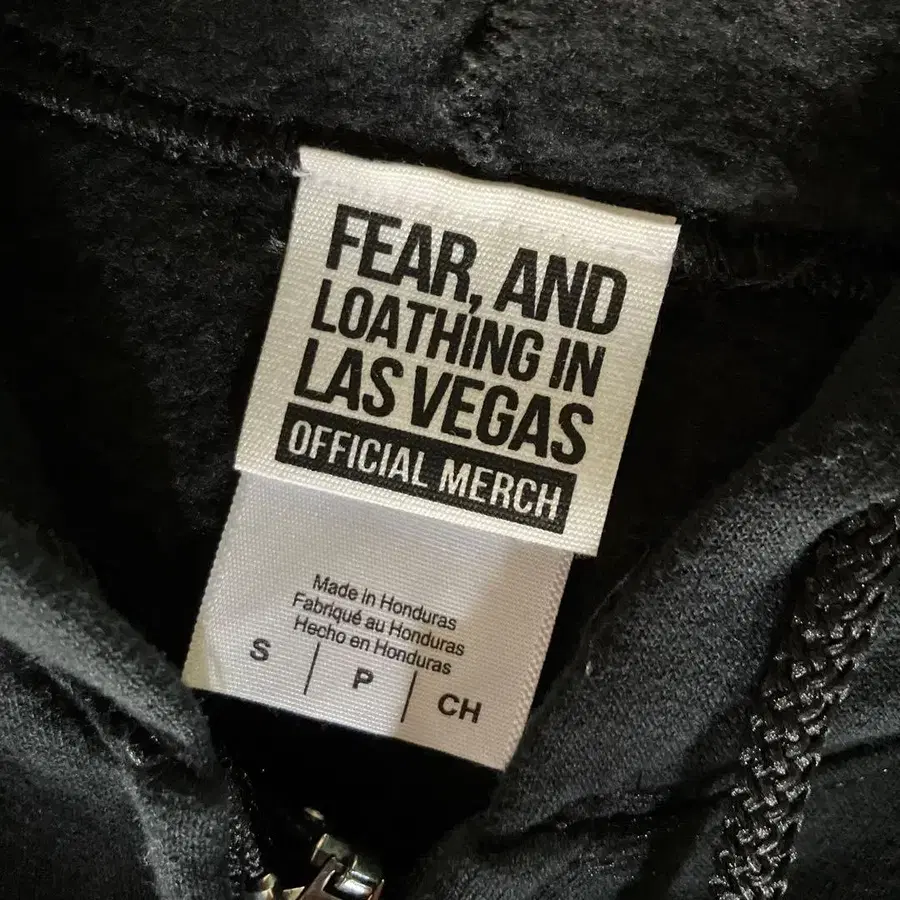 FEAR, AND
LOATHING IN
LAS VEGAS
OFFICIAL MERCH
Made in Honduras
Fabriqué au Honduras
Hecho en Honduras
S | P | CH